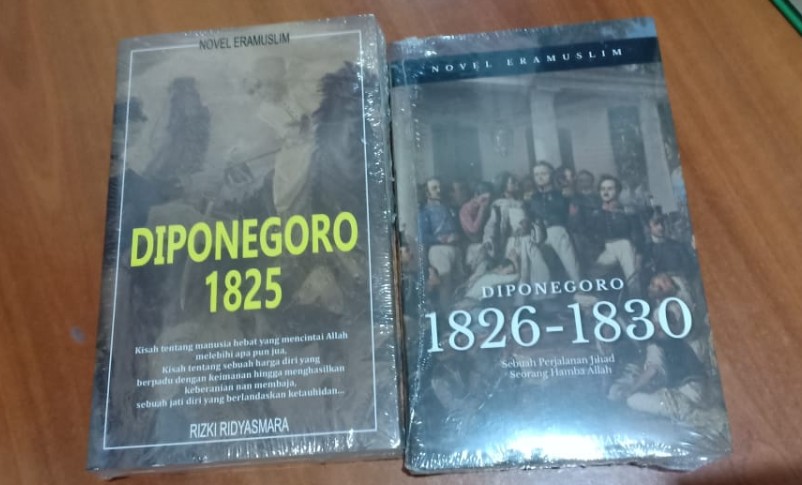 NOVEL ERAMUSLIM
DIPONEGORO
1825
Kisah tentang manusia hebat yang mencintai Allah
melebihi apa pun jua,
Kisah tentang sebuah harga diri yang
berpadu dengan keimanan hingga menghasilkan
keberanian nan membaja,
sebuah jati diri yang berlandaskan ketauhidan...
RIZKI RIDYASMARA
NOVEL ERAMUSLIM
DIPONEGORO
1826-1830
Sebuah Perjalanan Jihad
Seorang Hamba Allah